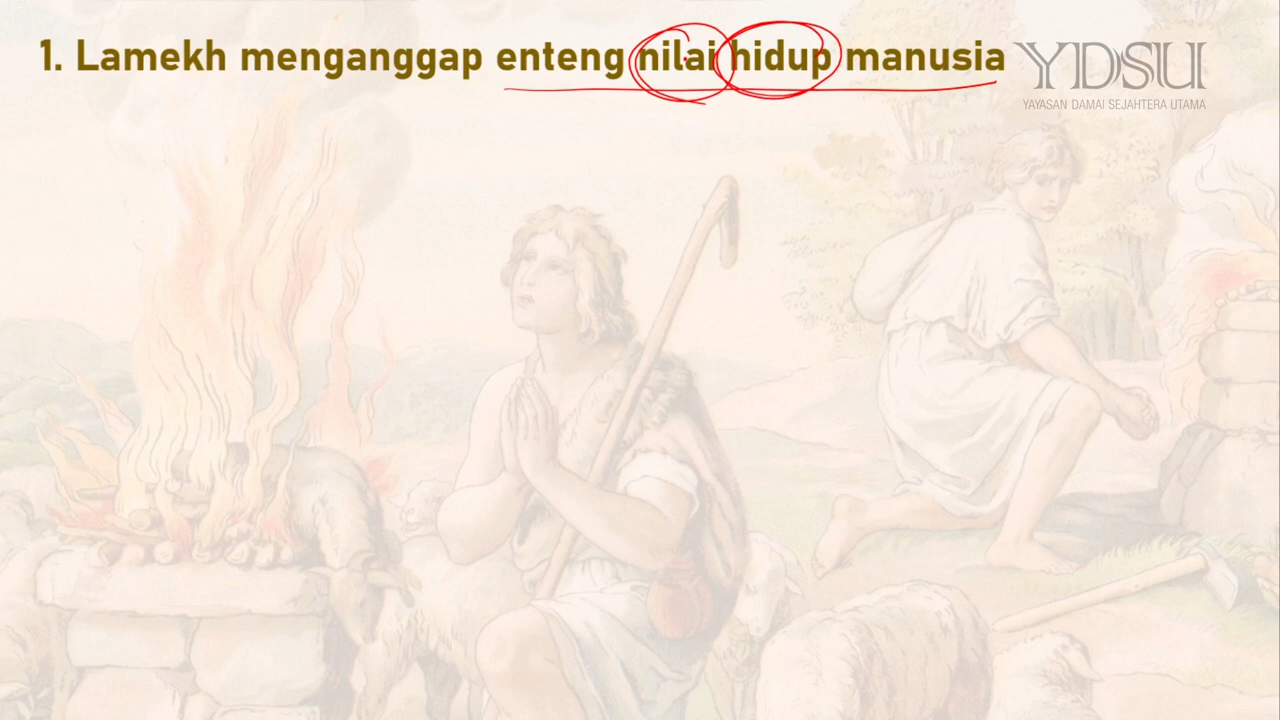 1. Lamekh menganggap enteng nilai hidup manusia
YDSU
YAYASAN DAMAI SEJAHTERA UTAMA